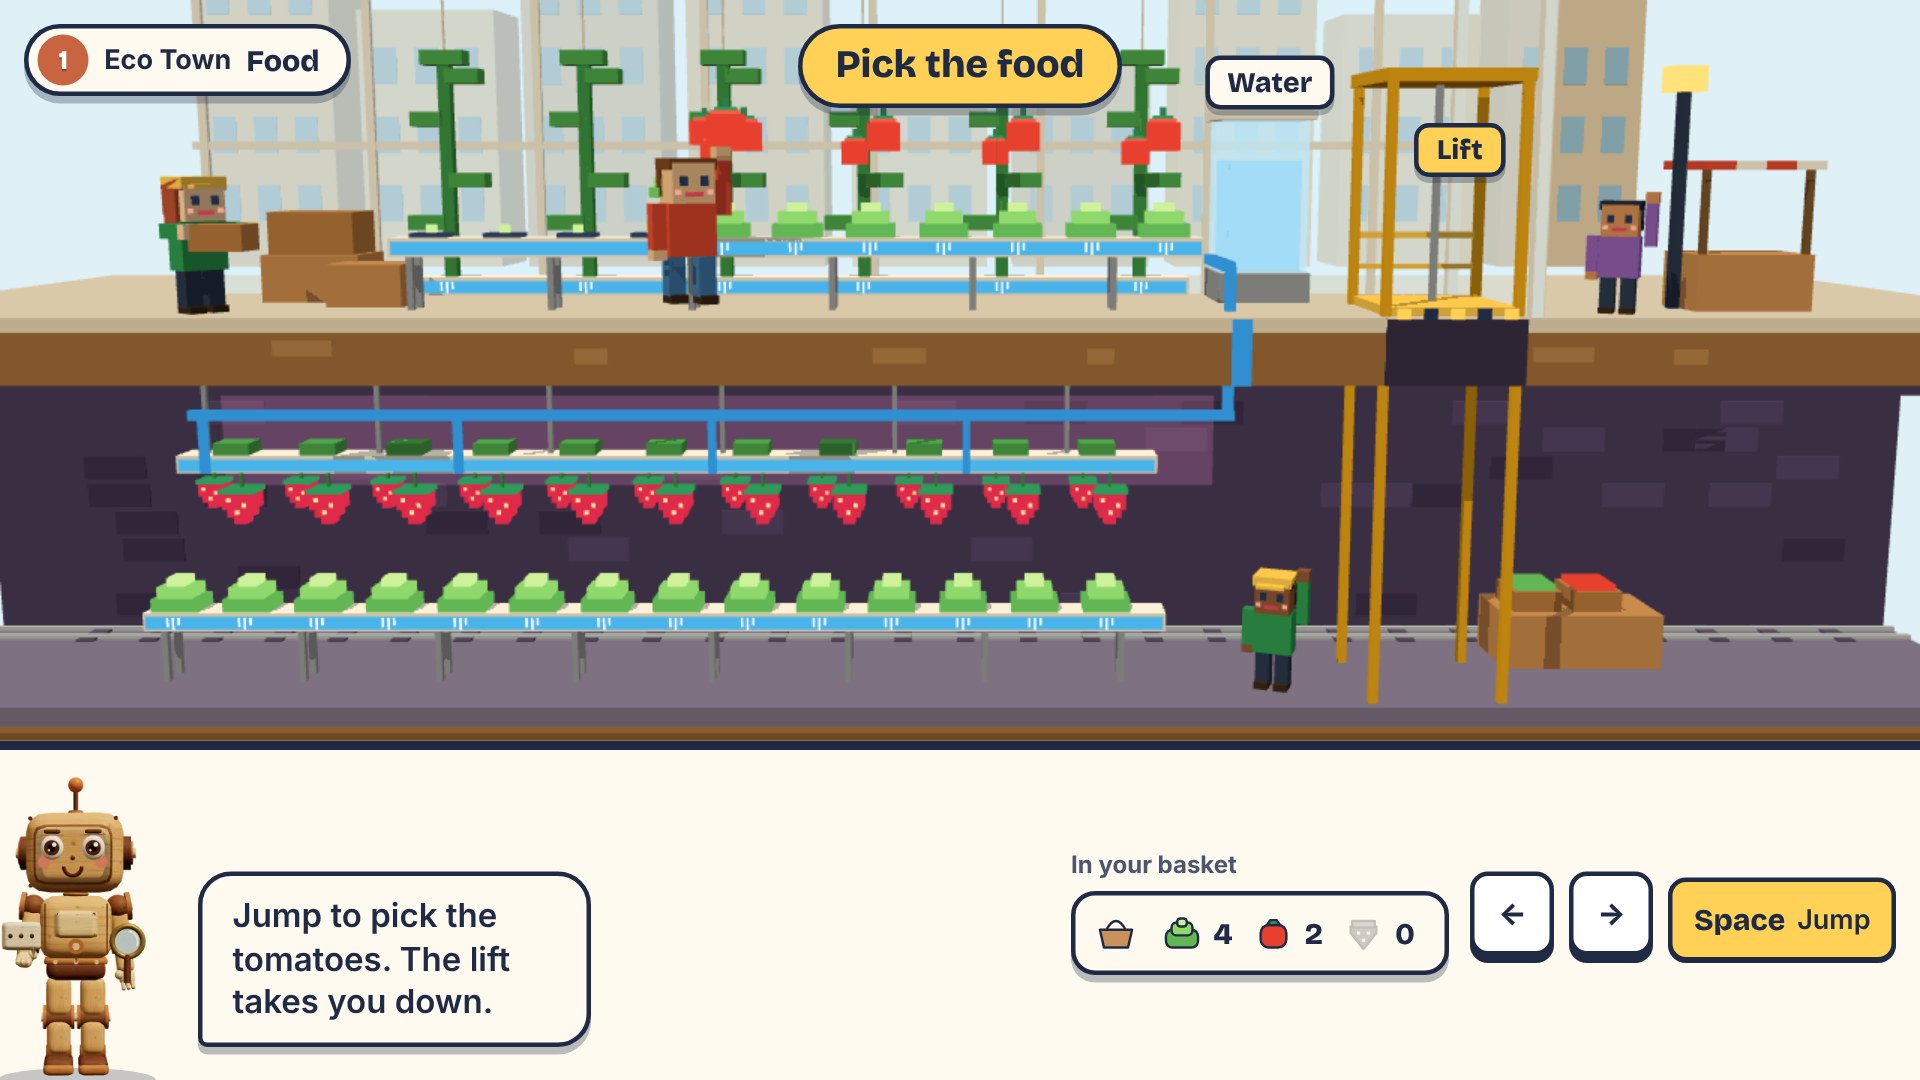 1 Eco Town Food
Pick the food
Water
Lift
Jump to pick the
tomatoes. The lift
takes you down.
In your basket
4 2 0
← →
Space Jump